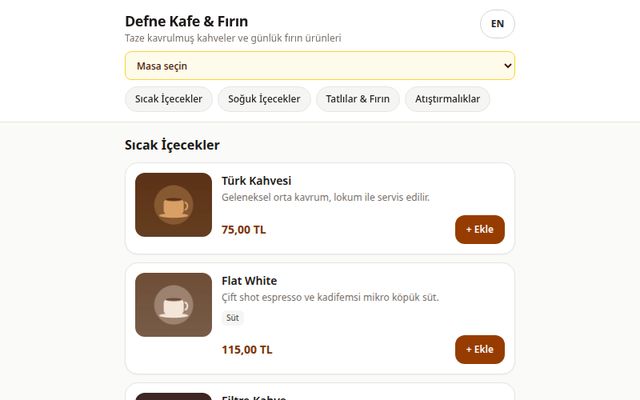 Defne Kafe & Fırın
EN
Taze kavrulmuş kahveler ve günlük fırın ürünleri
Masa seçin
Sıcak İçecekler
Soğuk İçecekler
Tatlılar & Fırın
Atıştırmalıklar
Sıcak İçecekler
Türk Kahvesi
Geleneksel orta kavrum, lokum ile servis edilir.
75,00 TL
+ Ekle
Flat White
Çift shot espresso ve kadifemsi mikro köpük süt.
Süt
115,00 TL
+ Ekle
Filtre Kahve